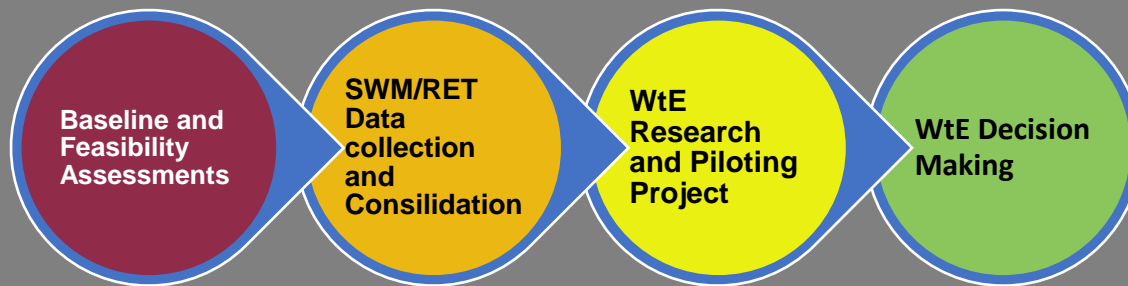 Baseline and
Feasibility
Assessments
SWM/RET
Data
collection
and
Consilidation
WtE
Research
and Piloting
Project
WtE Decision
Making